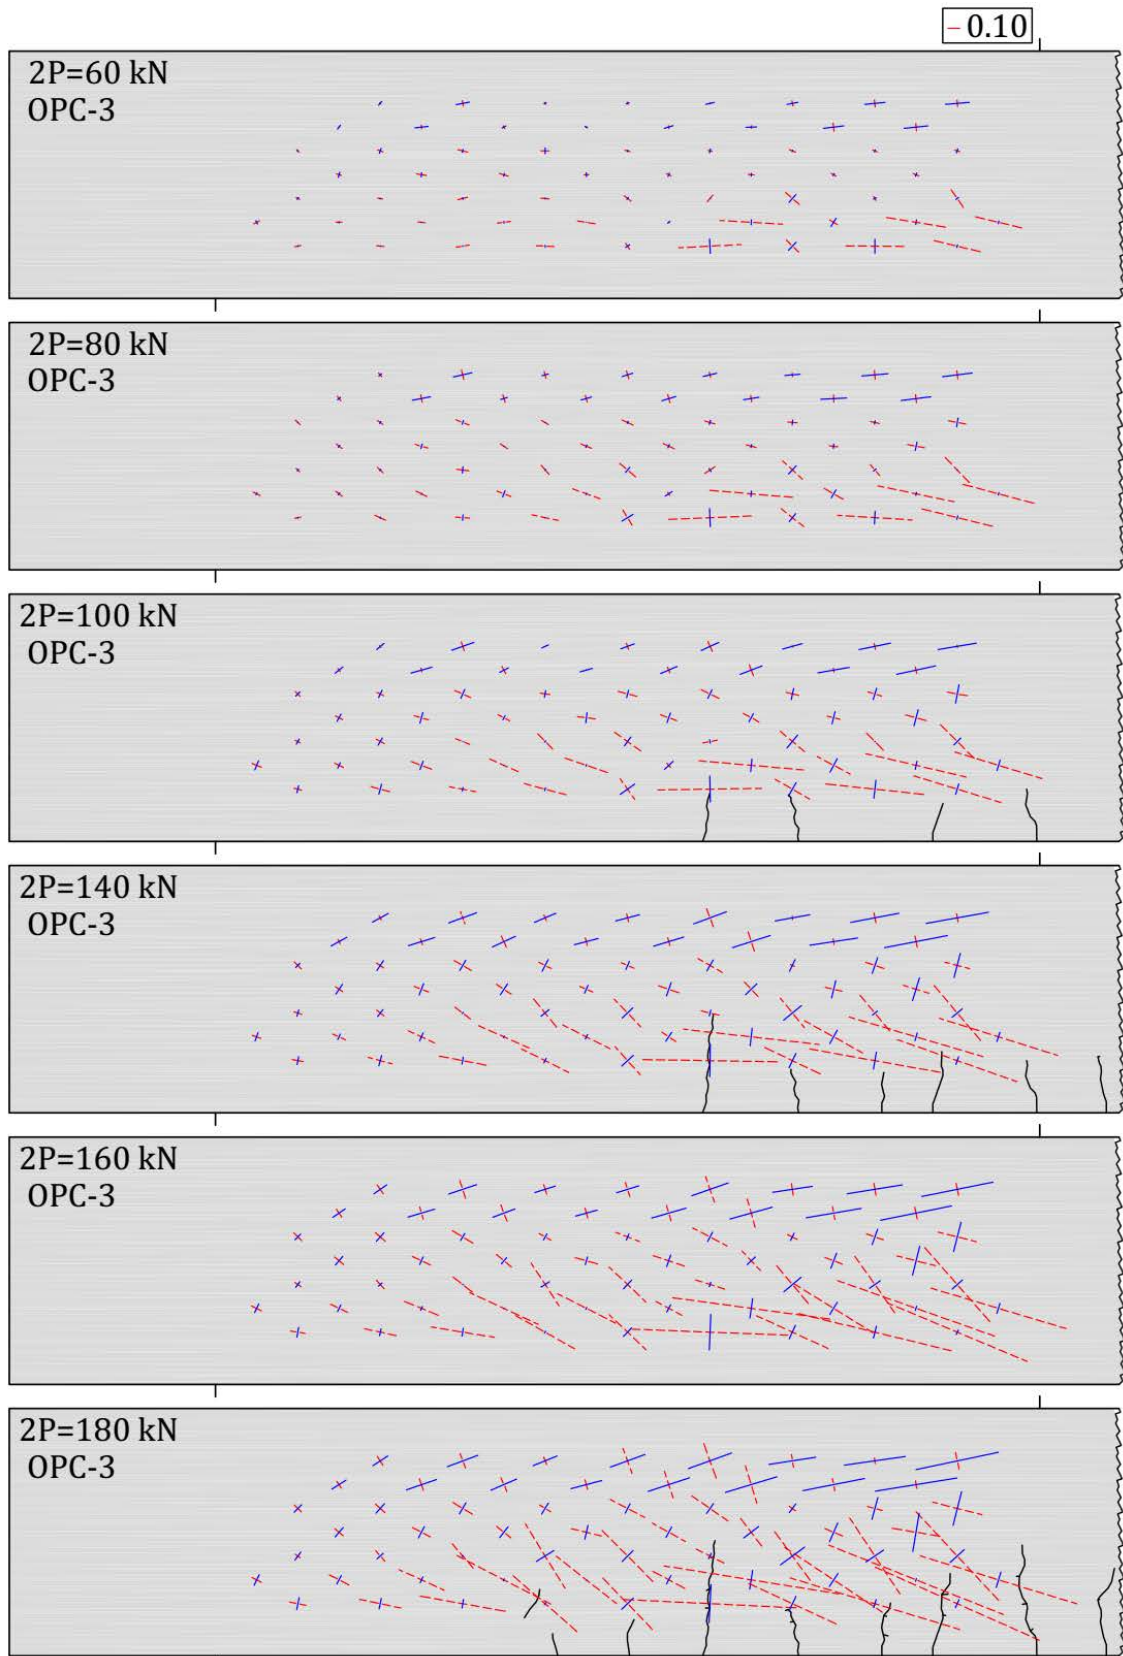 – 0.10
2P=60 kN
OPC-3
2P=80 kN
OPC-3
2P=100 kN
OPC-3
2P=140 kN
OPC-3
2P=160 kN
OPC-3
2P=180 kN
OPC-3